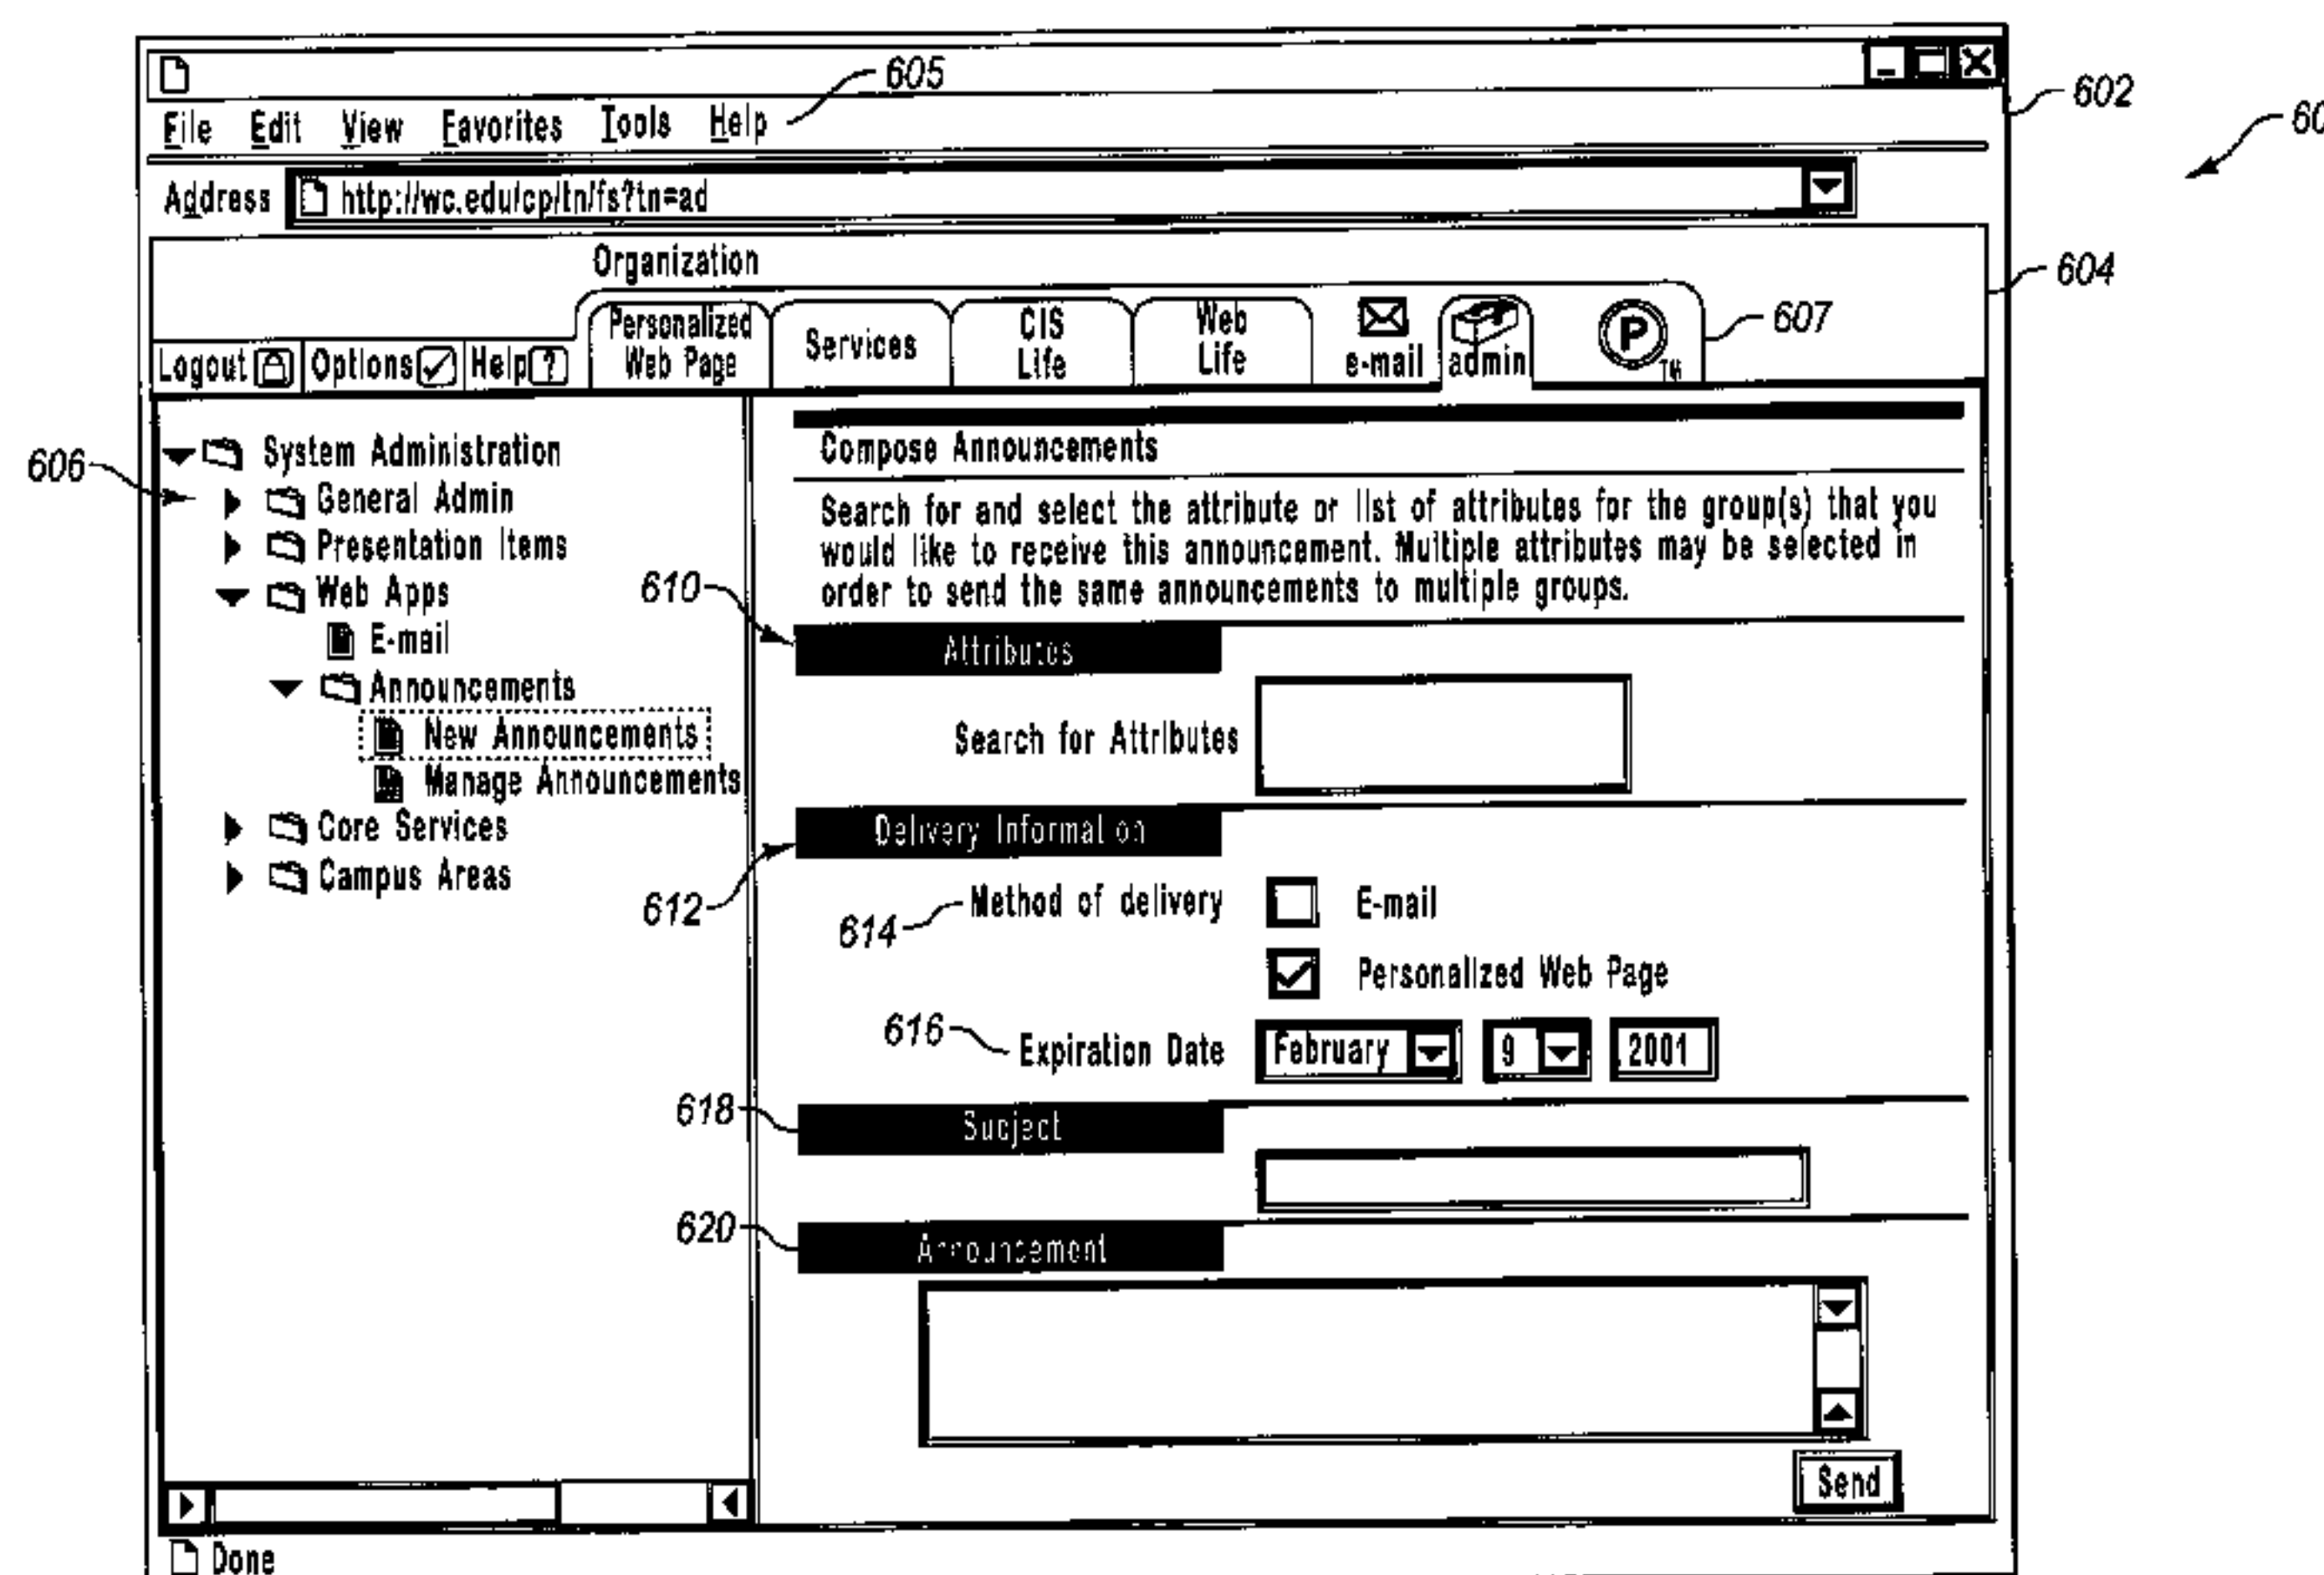 605
602
60
File Edit View Favorites Tools Help
Address http://wc.edu/cp/tn/fs?tn=ad
604
Organization
607
Logout Options Help ? Personalized Web Page Services CIS Life Web Life e-mail admin P TM
606
System Administration
General Admin
Presentation Items
Web Apps
E-mail
Announcements
New Announcements
Manage Announcements
Core Services
Campus Areas
Compose Announcements
Search for and select the attribute or list of attributes for the group(s) that you
would like to receive this announcement. Multiple attributes may be selected in
order to send the same announcements to multiple groups.
610
Attributes
Search for Attributes
612
Delivery Information
614
Method of delivery E-mail
Personalized Web Page
616
Expiration Date February 9 2001
618
Sucject
620
Announcement
Send
Done